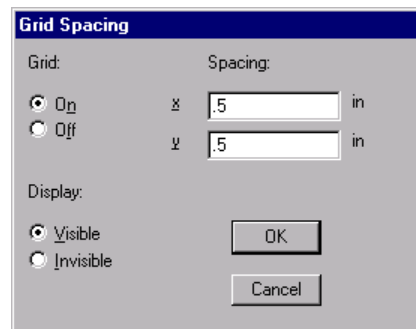 Grid Spacing
Grid: Spacing:
On x .5 in
Off
y .5 in
Display:
Visible OK
Invisible
Cancel